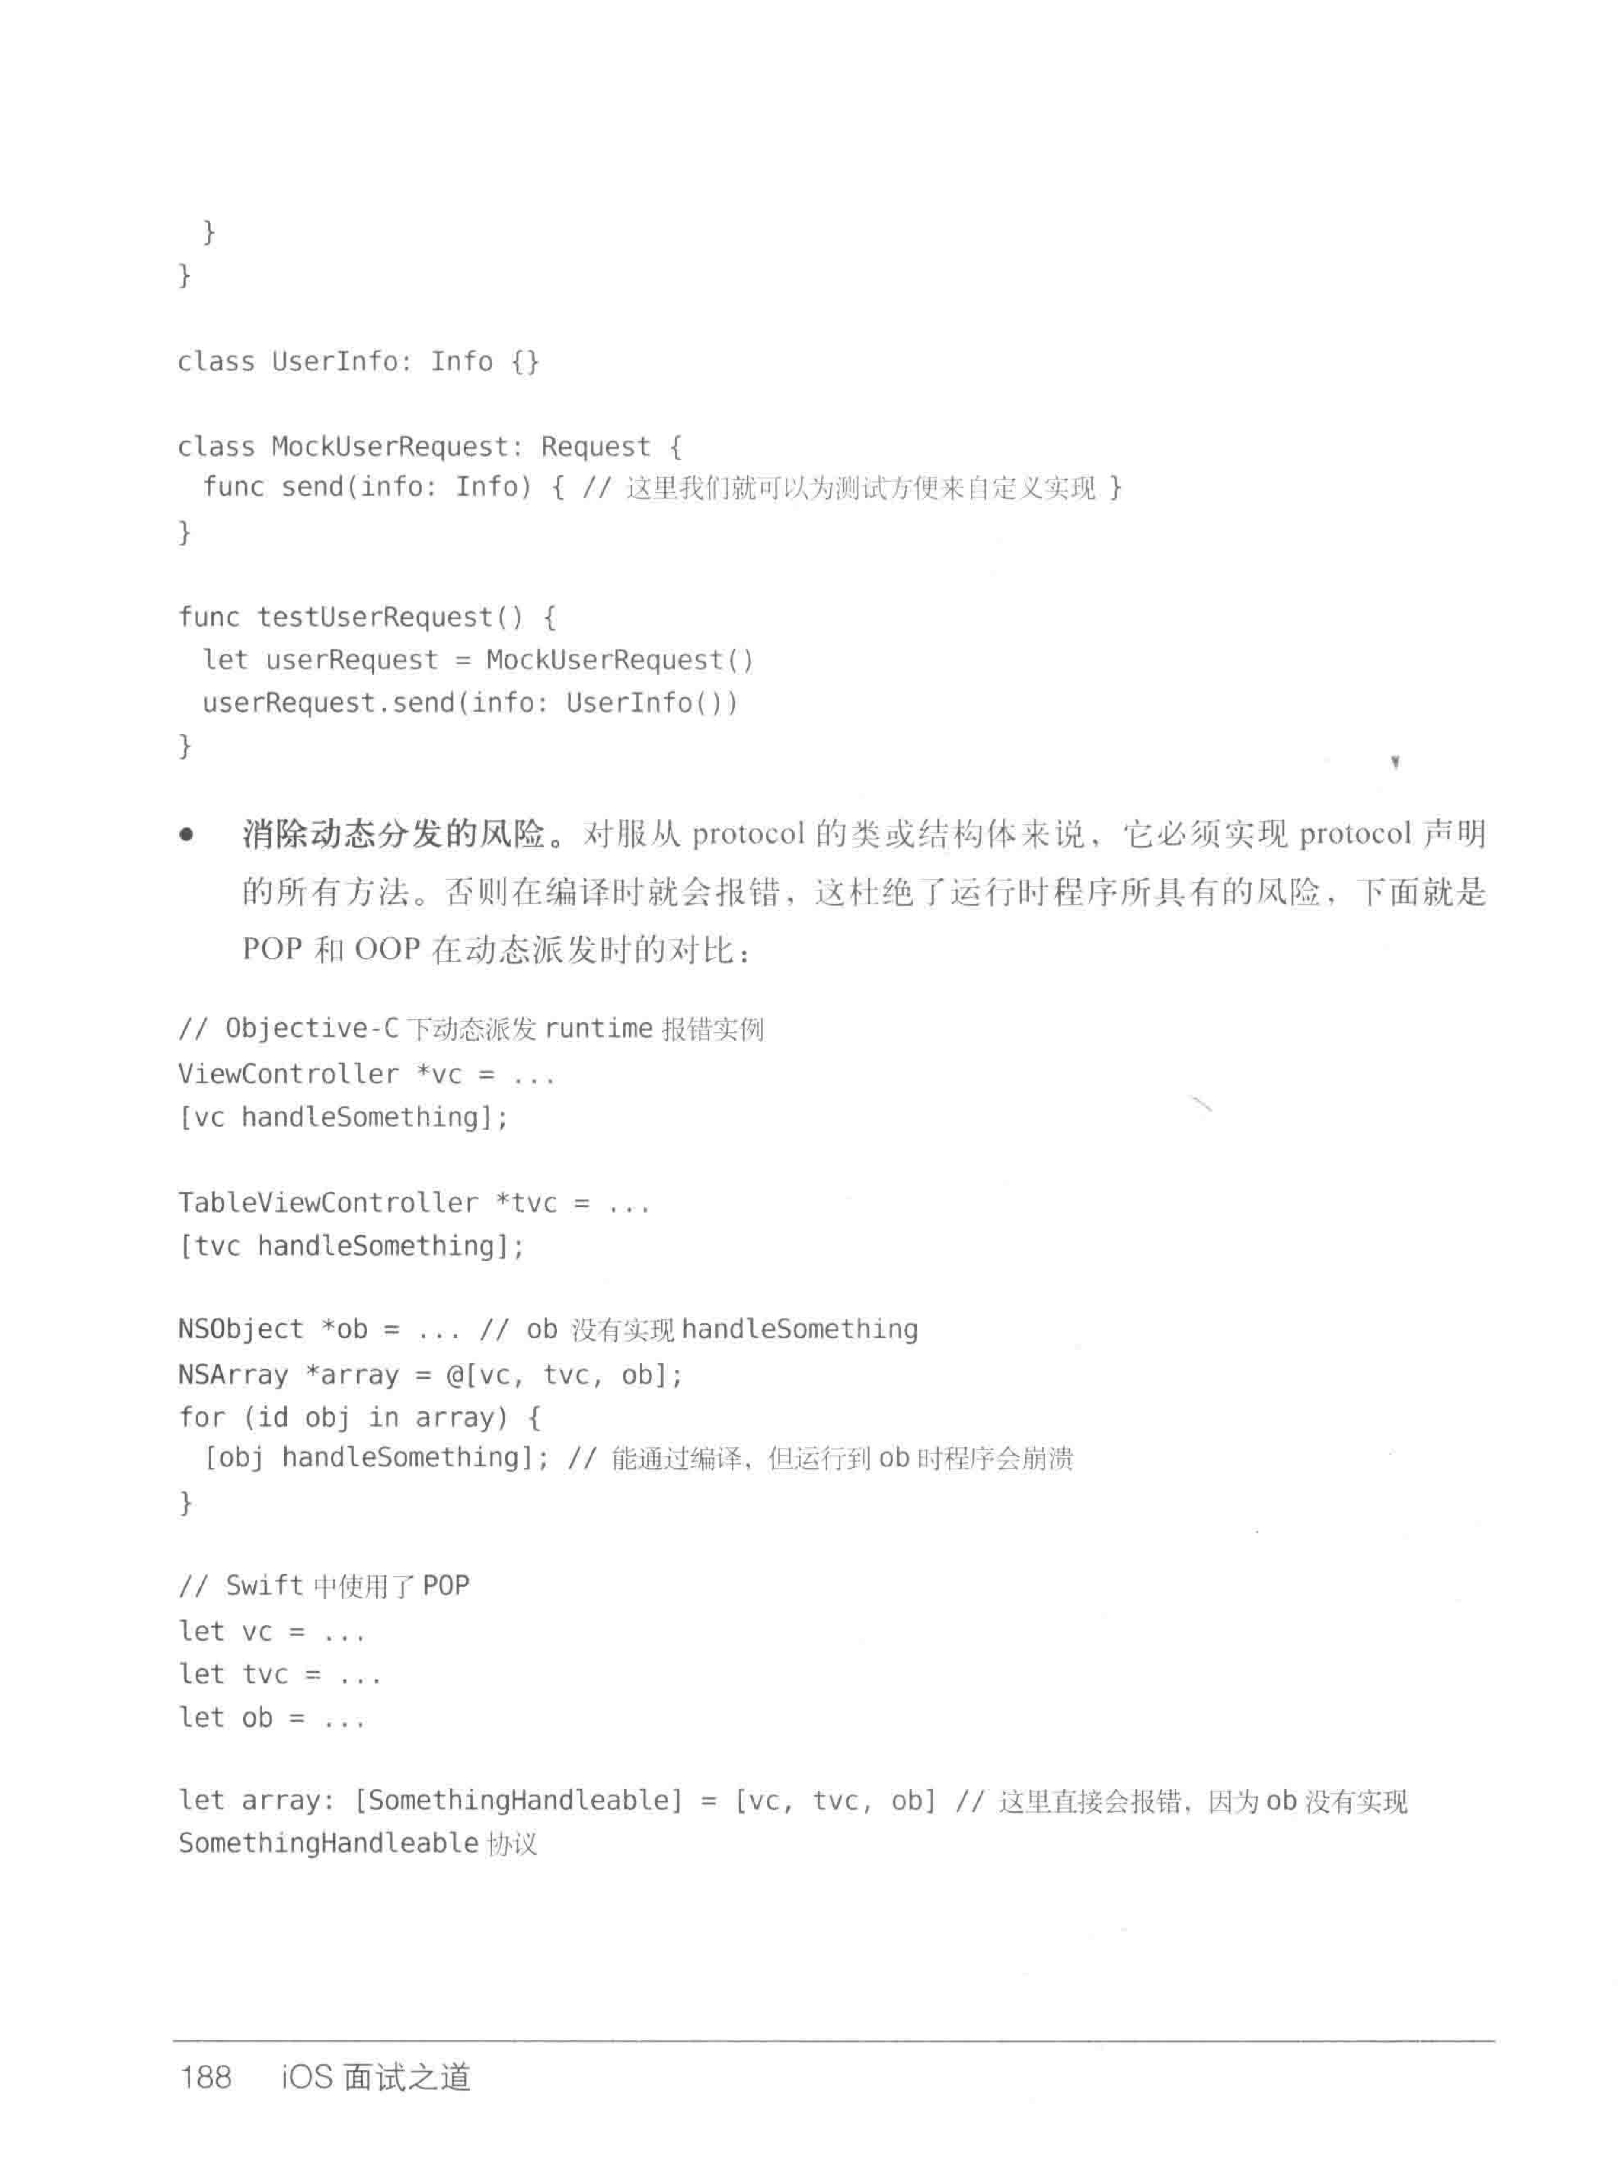 }
}
class UserInfo: Info {}
class MockUserRequest: Request {
func send(info: Info) { // 这里我们就可以为测试方便来自定义实现 }
}
func testUserRequest() {
let userRequest = MockUserRequest()
userRequest.send(info: UserInfo())
}
● 消除动态分发的风险。对服从 protocol 的类或结构体来说，它必须实现 protocol 声明
的所有方法。否则在编译时就会报错，这杜绝了运行时程序所具有的风险，下面就是
POP 和 OOP 在动态派发时的对比：
// Objective-C 下动态派发 runtime 报错实例
ViewController *vc = ...
[vc handleSomething];
TableViewController *tvc = ...
[tvc handleSomething];
NSObject *ob = ... // ob 没有实现 handleSomething
NSArray *array = @[vc, tvc, ob];
for (id obj in array) {
[obj handleSomething]; // 能通过编译，但运行到 ob 时程序会崩溃
}
// Swift 中使用了 POP
let vc = ...
let tvc = ...
let ob = ...
let array: [SomethingHandleable] = [vc, tvc, ob] // 这里直接会报错，因为 ob 没有实现
SomethingHandleable 协议
188 iOS 面试之道